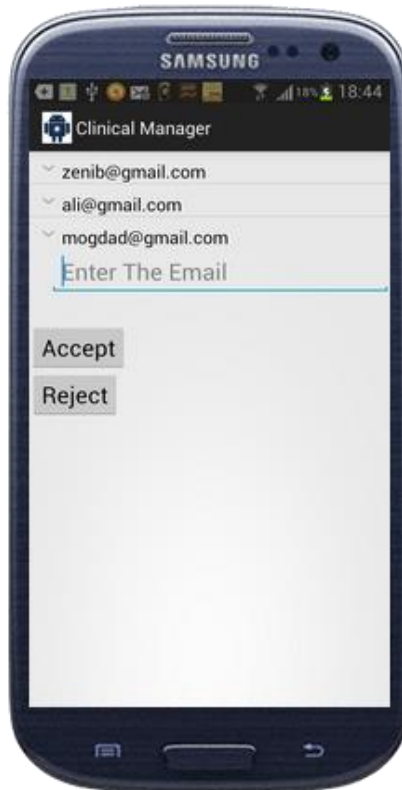 SAMSUNG
18% 18:44
Clinical Manager
zenib@gmail.com
ali@gmail.com
mogdad@gmail.com
Enter The Email
Accept
Reject